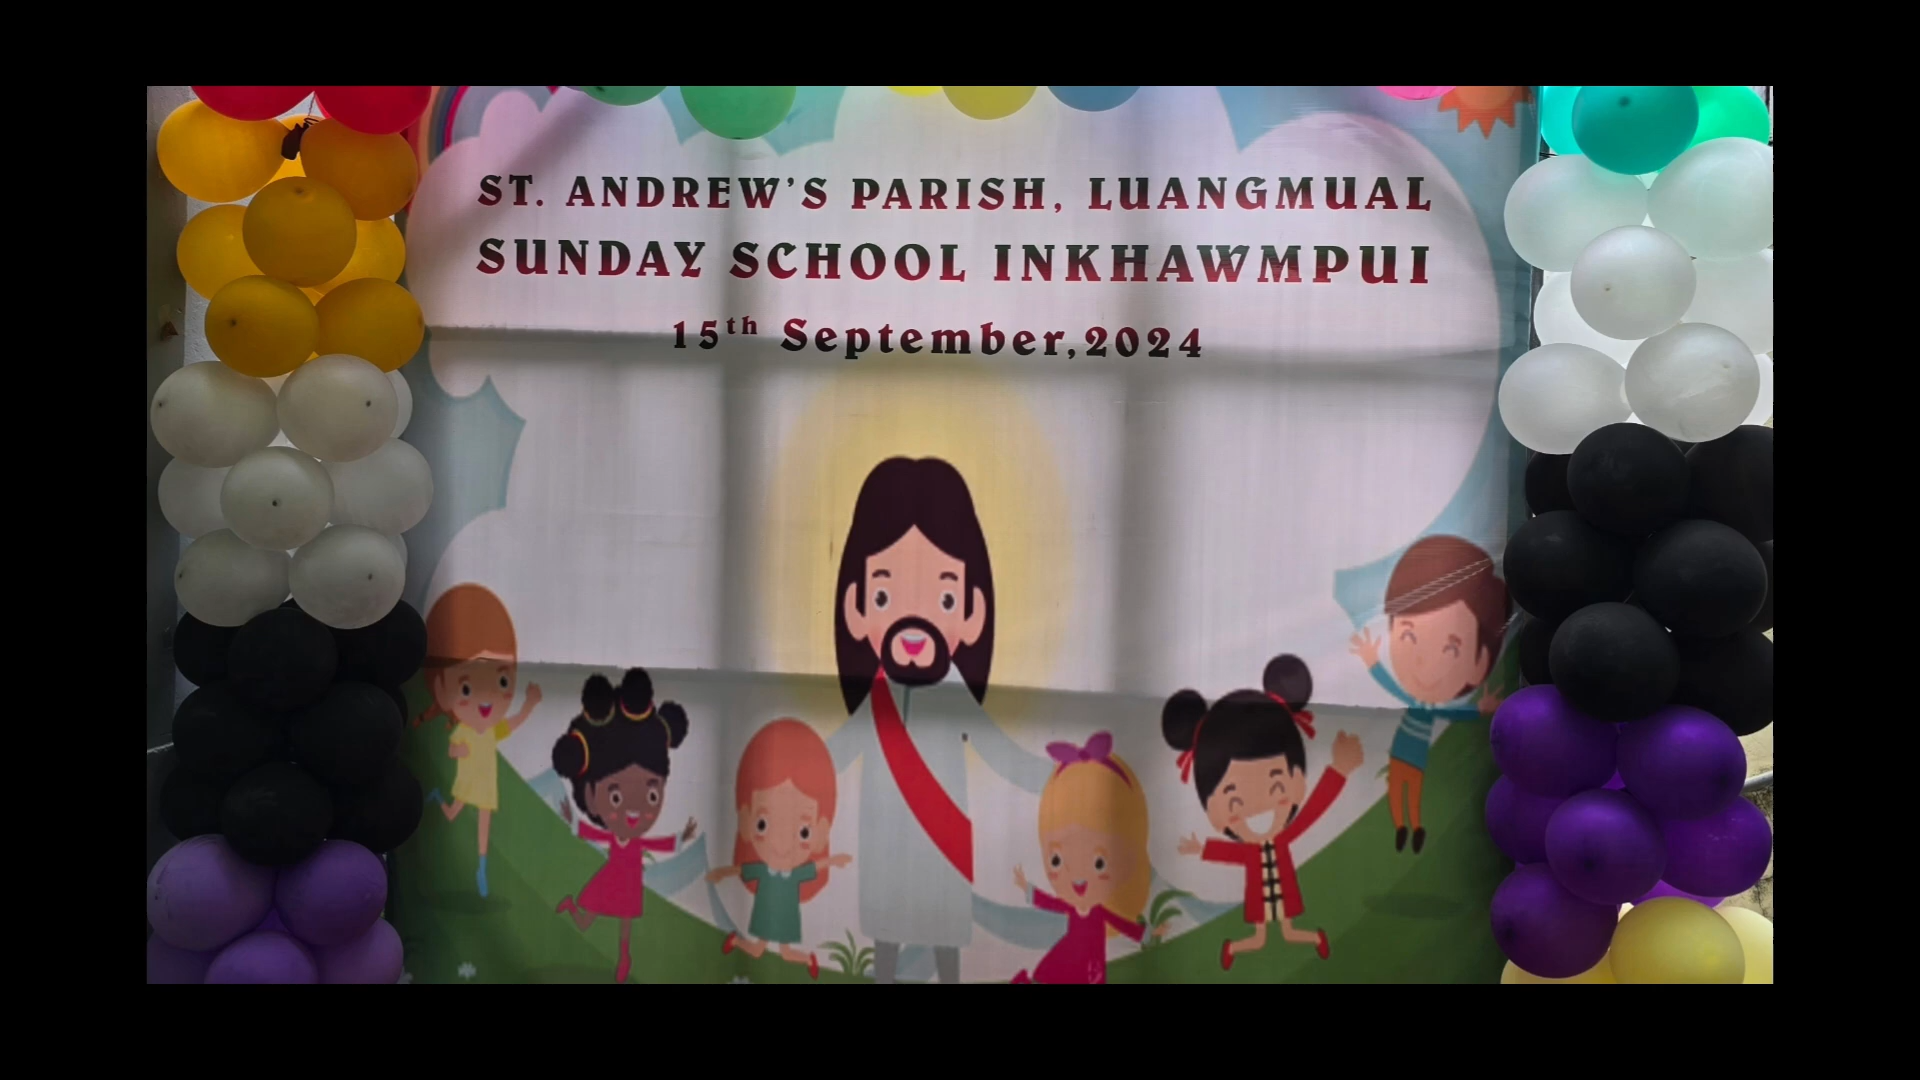 ST. ANDREW'S PARISH, LUANGMUAL
SUNDAY SCHOOL INKHAWMPUI
15th September,2024